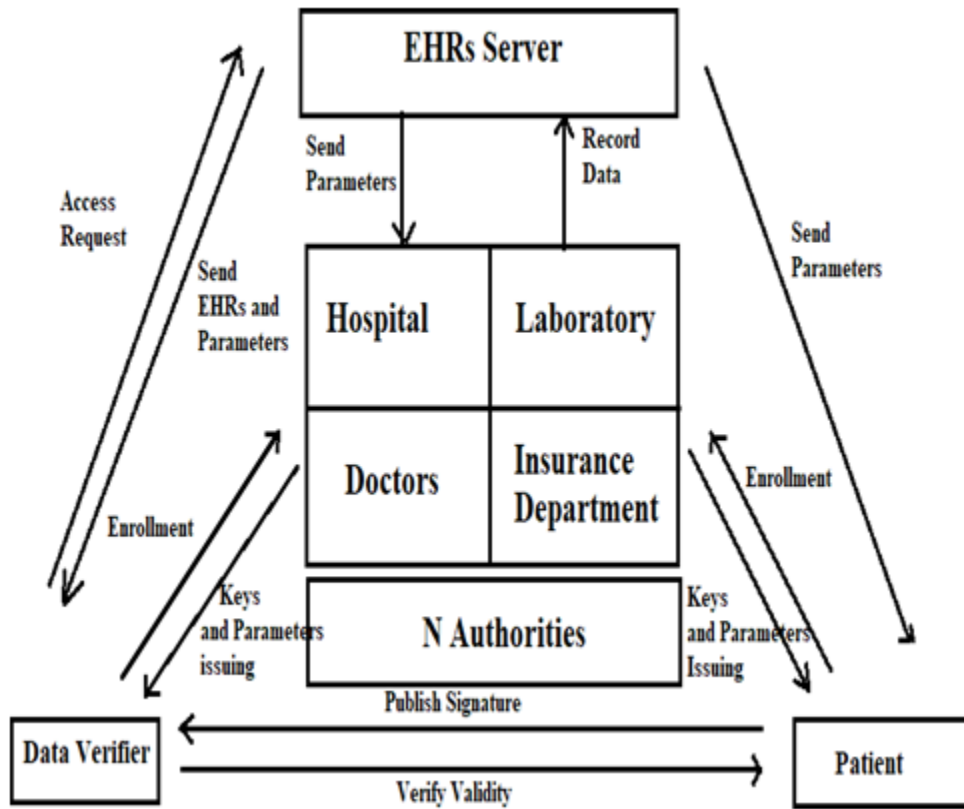 EHRs Server
Send
Parameters
Record
Data
Access
Request
Send
Parameters
Send
EHRs and
Parameters
Hospital
Laboratory
Doctors
Insurance
Department
Enrollment
Enrollment
Keys
and Parameters
issuing
N Authorities
Keys
and Parameters
Issuing
Publish Signature
Data Verifier
Patient
Verify Validity